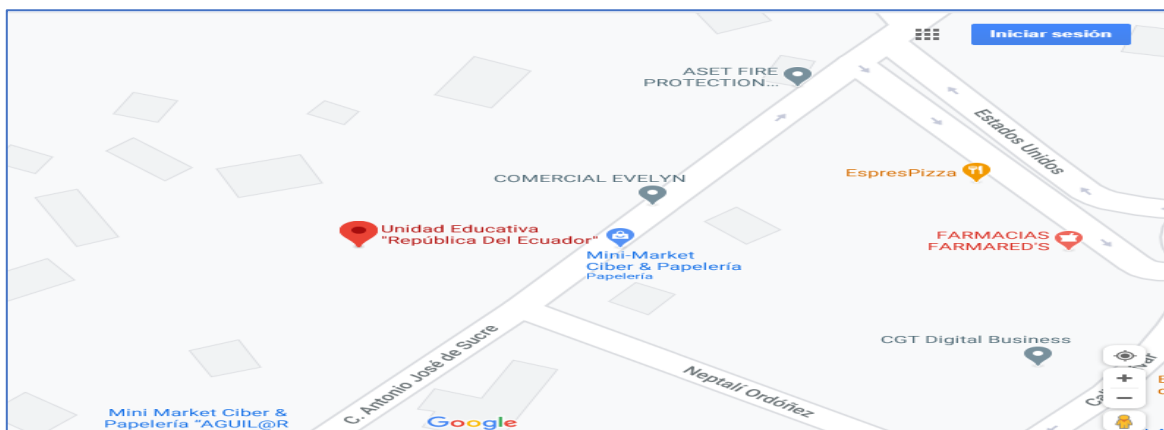 Iniciar sesión
ASET FIRE
PROTECTION...
Estados Unidos
EspresPizza
COMERCIAL EVELYN
Unidad Educativa
"República Del Ecuador"
FARMACIAS
FARMARED'S
Mini-Market
Ciber & Papelería
Papelería
CGT Digital Business
C. Antonio José de Sucre
Neptalí Ordóñez
Mini Market Ciber &
Papelería "AGUIL@R
Google